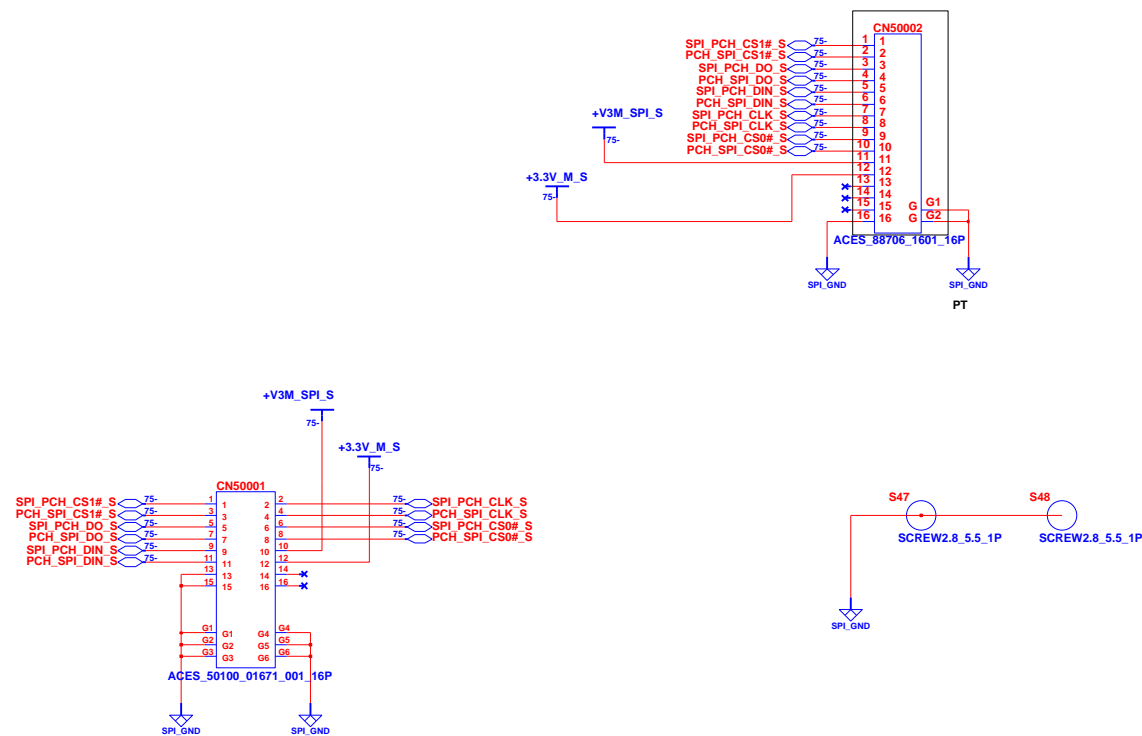 CN50002
SPI_PCH_CS1#_S 75- 1 1
PCH_SPI_CS1#_S 75- 2 2
SPI_PCH_DO_S 75- 3 3
PCH_SPI_DO_S 75- 4 4
SPI_PCH_DIN_S 75- 5 5
PCH_SPI_DIN_S 75- 6 6
SPI_PCH_CLK_S 75- 7 7
PCH_SPI_CLK_S 75- 8 8
SPI_PCH_CS0#_S 75- 9 9
PCH_SPI_CS0#_S 75- 10 10
+V3M_SPI_S
75-
11 11
12 12
+3.3V_M_S
75-
13 13
14 14
15 15 G G1
16 16 G G2
ACES_88706_1601_16P
SPI_GND SPI_GND
PT
+V3M_SPI_S
75-
+3.3V_M_S
75-
CN50001
SPI_PCH_CS1#_S 75- 1 1 2 2 75- SPI_PCH_CLK_S
PCH_SPI_CS1#_S 75- 3 3 4 4 75- PCH_SPI_CLK_S
SPI_PCH_DO_S 75- 5 5 6 6 75- SPI_PCH_CS0#_S
PCH_SPI_DO_S 75- 7 7 8 8 75- PCH_SPI_CS0#_S
SPI_PCH_DIN_S 75- 9 9 10 10
PCH_SPI_DIN_S 75- 11 11 12 12
13 13 14 14
15 15 16 16
G1 G1 G4 G4
G2 G2 G5 G5
G3 G3 G6 G6
ACES_50100_01671_001_16P
SPI_GND SPI_GND
S47 S48
SCREW2.8_5.5_1P SCREW2.8_5.5_1P
SPI_GND